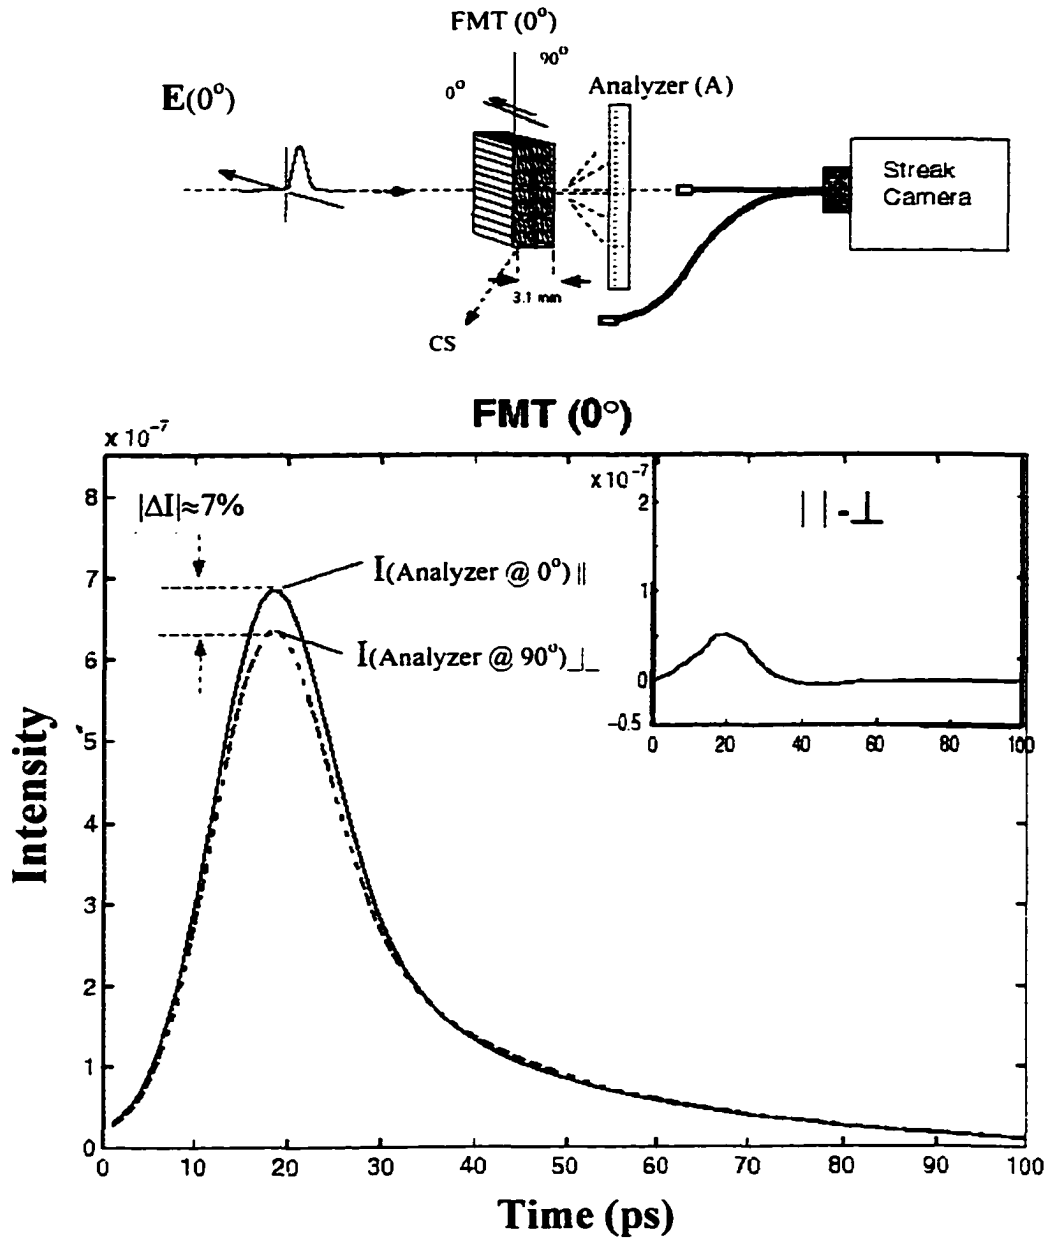 FMT (0°)
90°
0°
E(0°)
Analyzer (A)
Streak
Camera
3.1 mm
CS
FMT (0°)
x 10⁻⁷
|ΔI|≈7%
I(Analyzer @ 0°) ||
I(Analyzer @ 90°)_|_
8
7
6
5
4
3
2
1
0
0 10 20 30 40 50 60 70 80 90 100
Intensity
Time (ps)
x10⁻⁷
| | - ⊥
2
1
0
-0.5
0 20 40 60 80 100